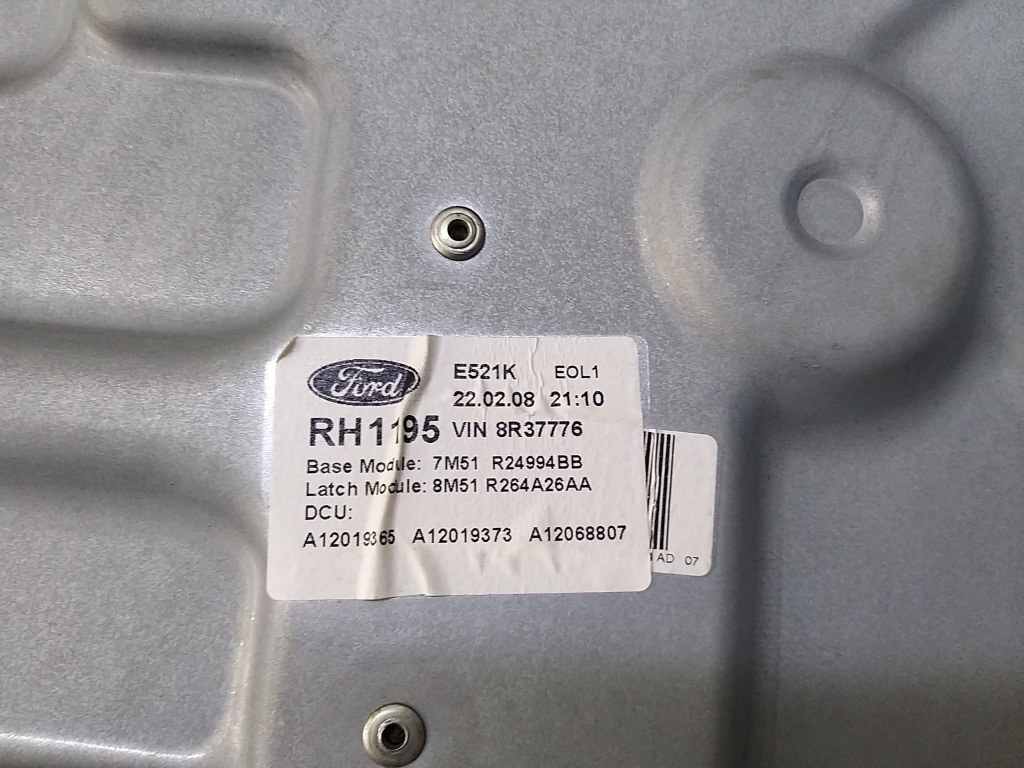 Ford
E521K EOL1
22.02.08 21:10
RH1195 VIN 8R37776
Base Module: 7M51 R24994BB
Latch Module: 8M51 R264A26AA
DCU:
A12019365 A12019373 A12068807
AD 07